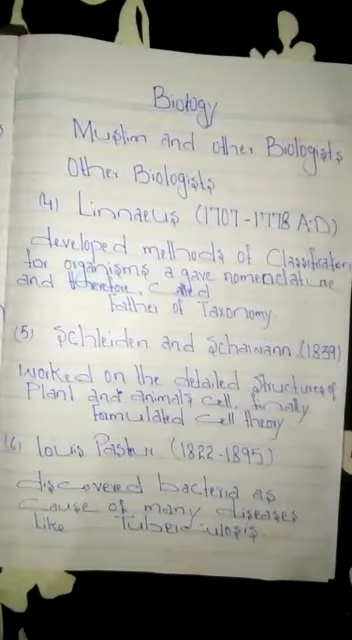 Biology
Muslim and other Biologists
Other Biologists
(4) Linnaeus (1707-1778 A.D)
developed methods of Classification
for organisms a gave nomenclature
and therefore, Called
Father of Taxonomy
(5) Schleiden and Schawann (1839)
worked on the detailed structures of
Plant and animals cell, finally
formulated Cell theory
(6) louis Pastur (1822-1895)
discovered bacteria as
cause of many diseases
Like Tuberculosis.